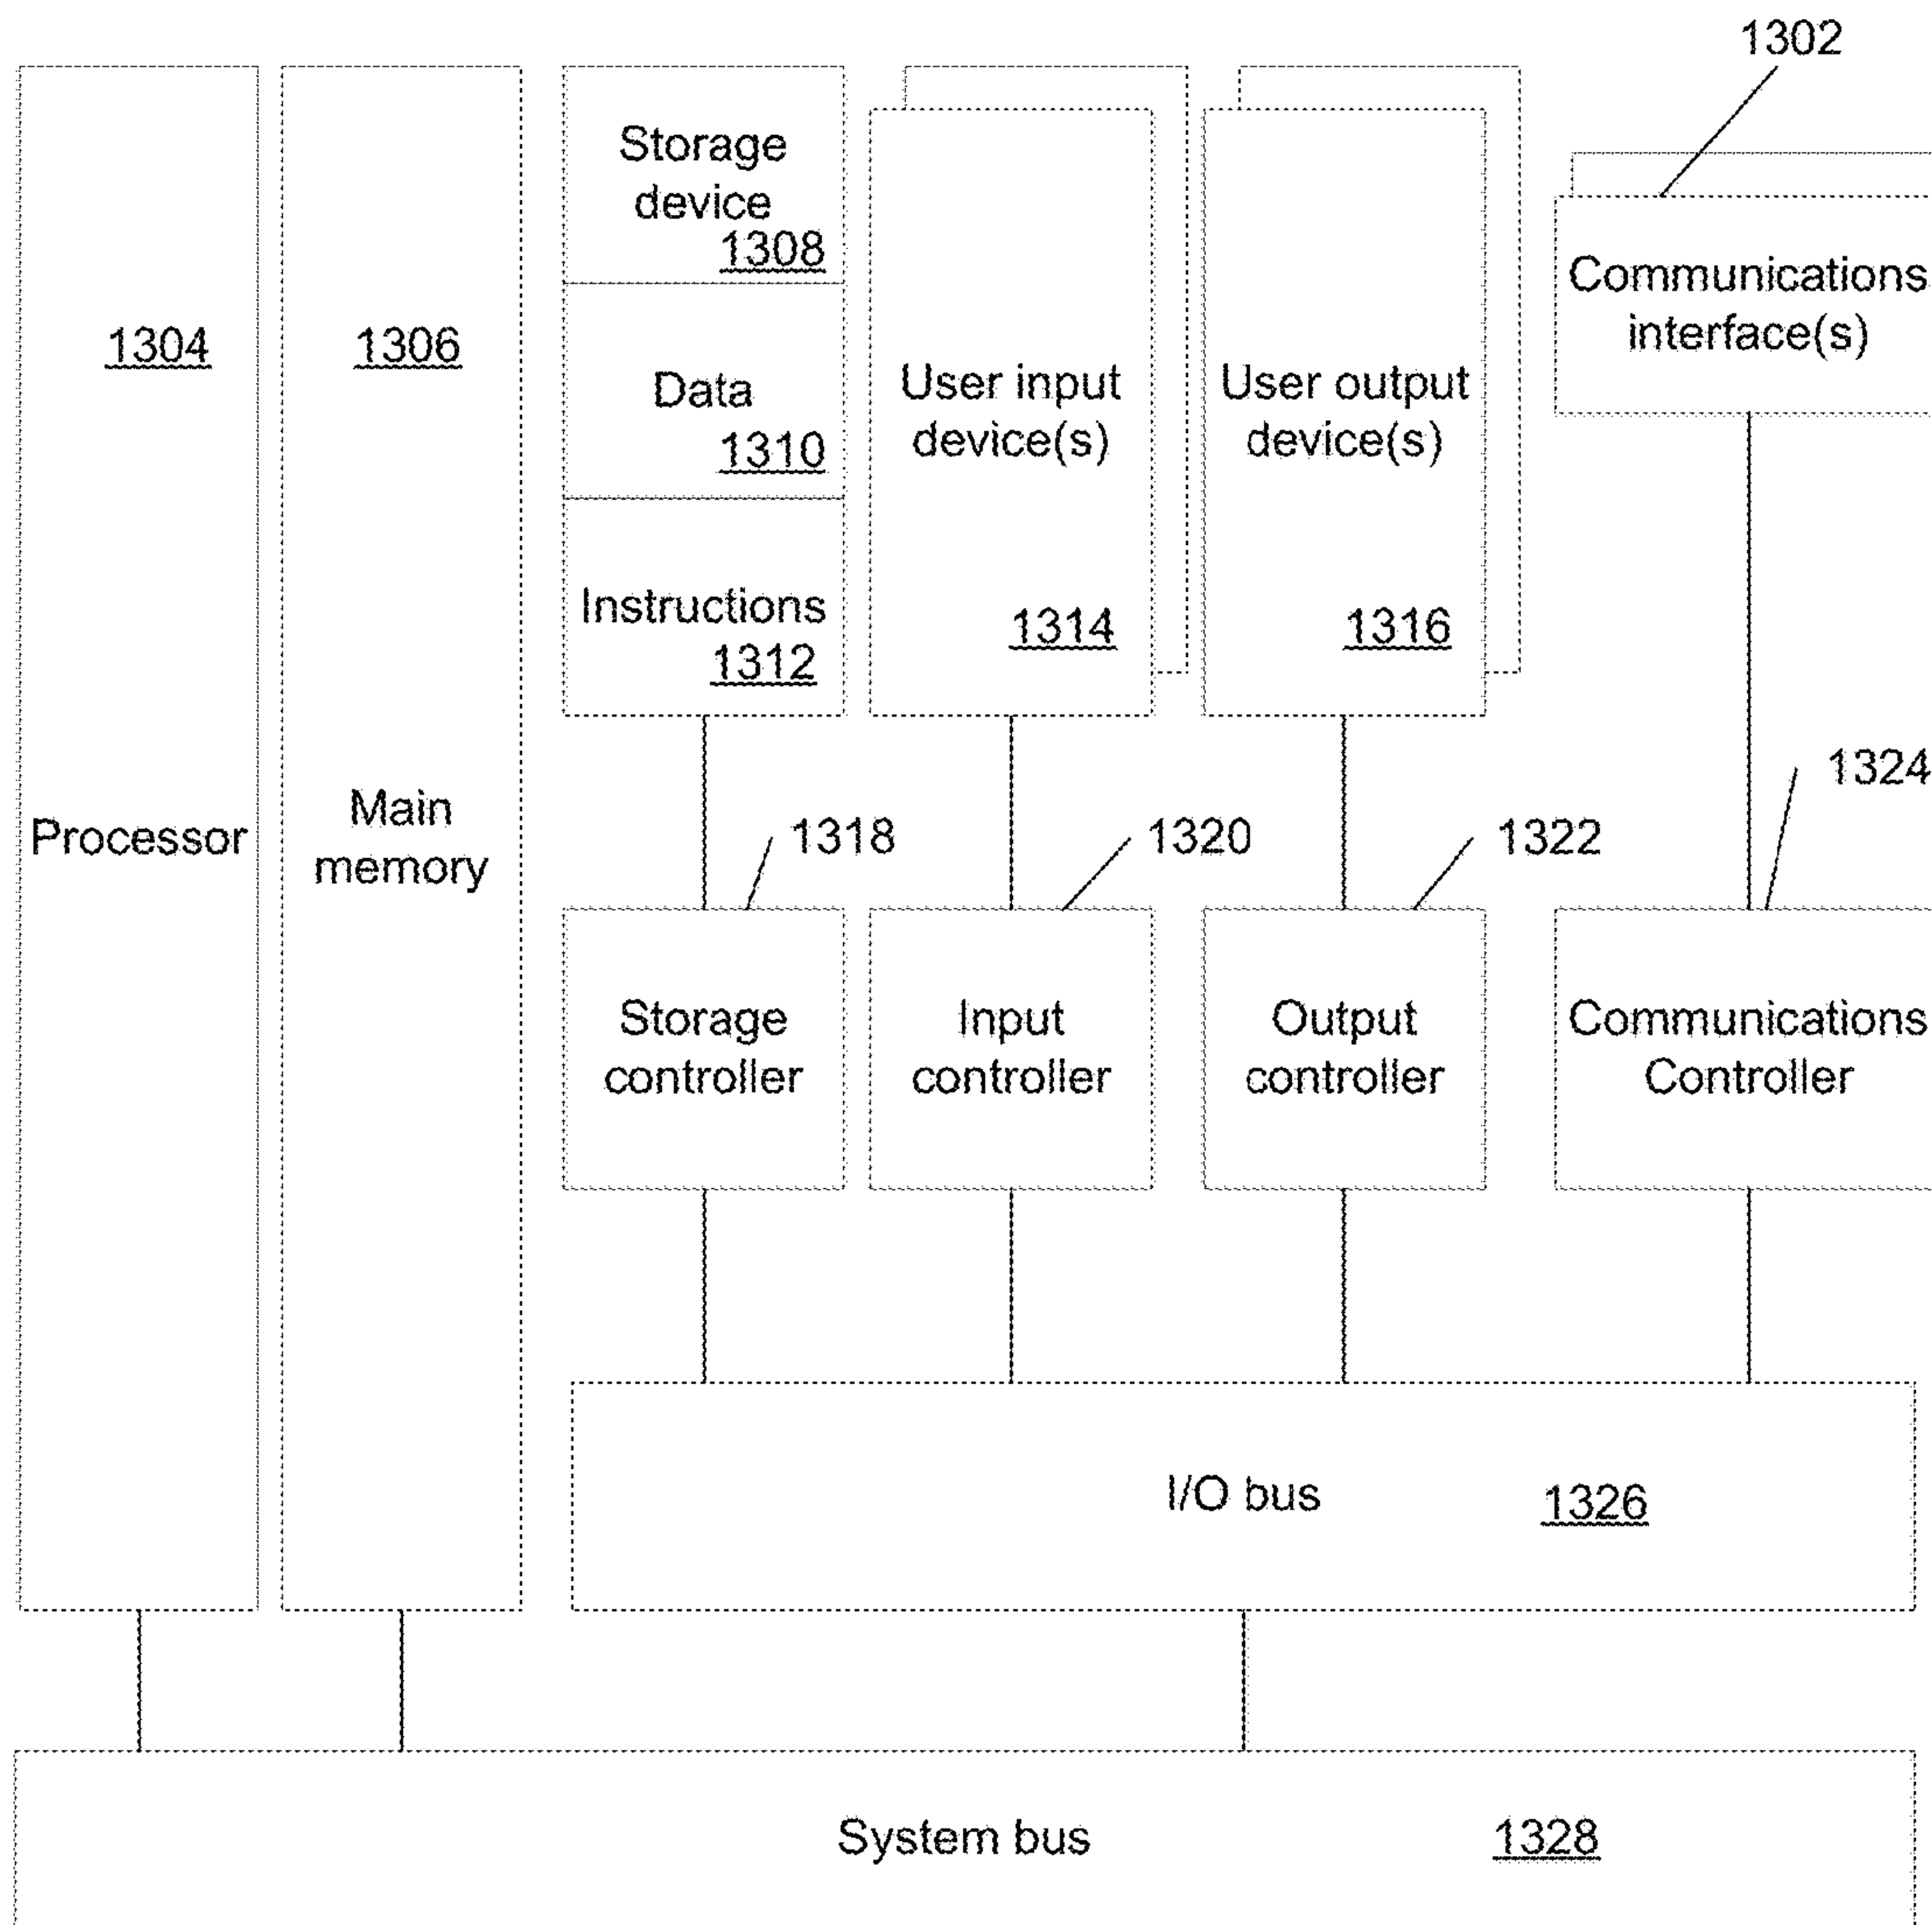 1302
Storage
device
1308
1304
1306
Data
1310
User input
device(s)
User output
device(s)
Communications
interface(s)
Instructions
1312
1314
1316
Processor
Main
memory
1318
1320
1322
1324
Storage
controller
Input
controller
Output
controller
Communications
Controller
I/O bus
1326
System bus
1328